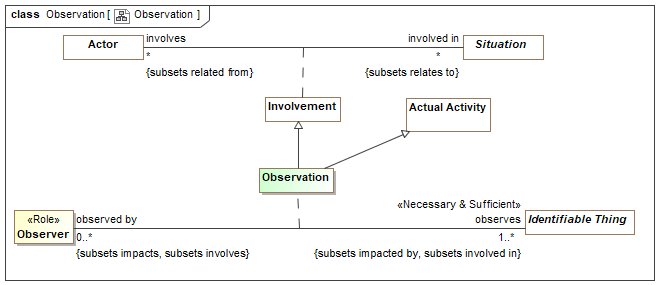 class Observation [ Observation ]
involves
involved in
Actor
Situation
*
*
{subsets related from}
{subsets relates to}
Involvement
Actual Activity
Observation
«Necessary & Sufficient»
«Role»
Observer
observed by
observes
Identifiable Thing
0..*
1..*
{subsets impacts, subsets involves}
{subsets impacted by, subsets involved in}